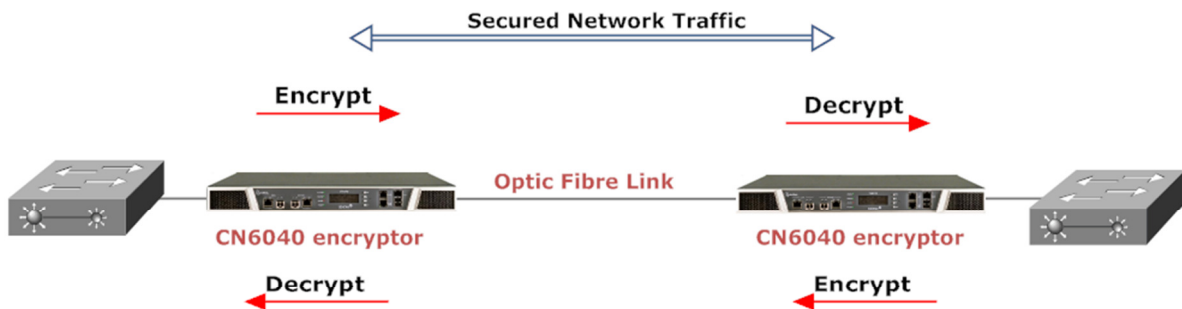 Secured Network Traffic
Encrypt
Decrypt
Optic Fibre Link
CN6040 encryptor
CN6040 encryptor
Decrypt
Encrypt